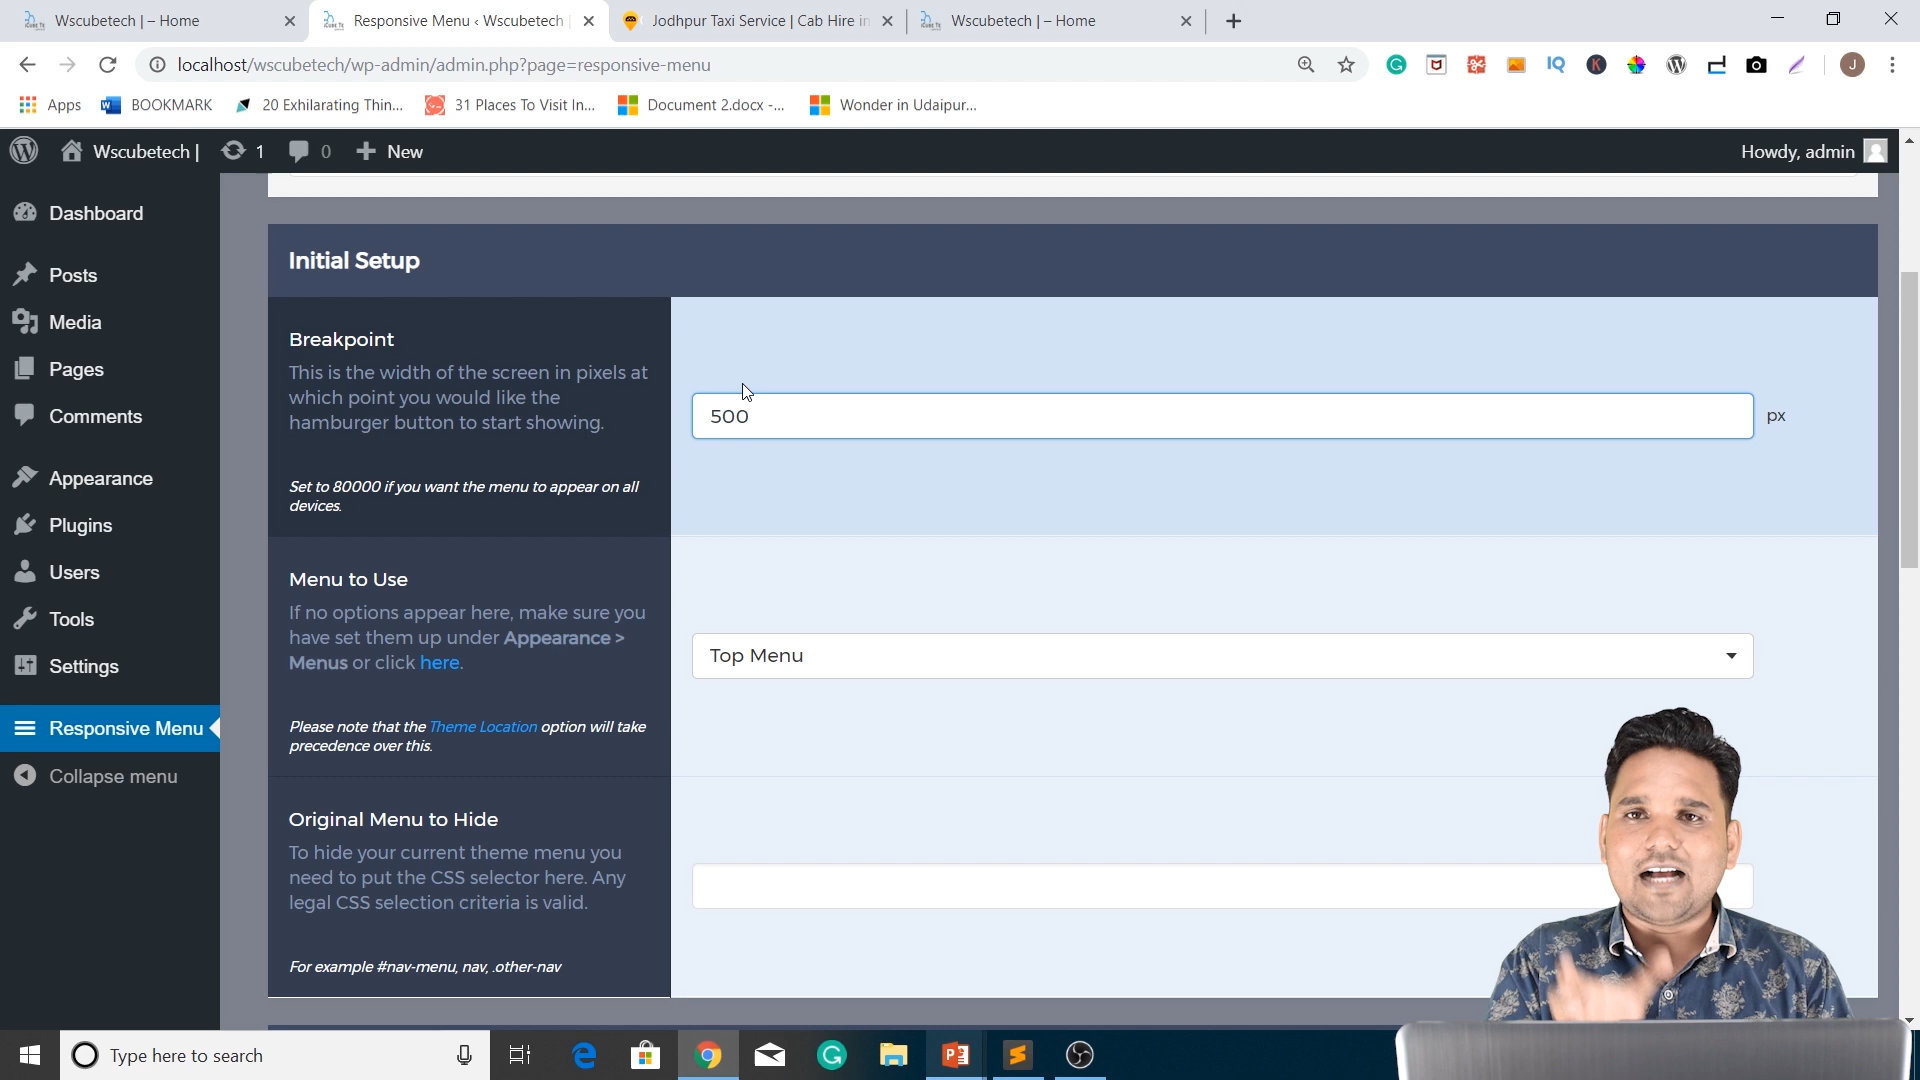 Wscubetech | – Home
Responsive Menu ‹ Wscubetech
Jodhpur Taxi Service | Cab Hire in
Wscubetech | – Home
localhost/wscubetech/wp-admin/admin.php?page=responsive-menu
Apps
BOOKMARK
20 Exhilarating Thin...
31 Places To Visit In...
Document 2.docx -...
Wonder in Udaipur...
Wscubetech |
1
0
New
Howdy, admin
Dashboard
Posts
Media
Pages
Comments
Appearance
Plugins
Users
Tools
Settings
Responsive Menu
Collapse menu
Initial Setup
Breakpoint
This is the width of the screen in pixels at
which point you would like the
hamburger button to start showing.
Set to 80000 if you want the menu to appear on all
devices.
500
px
Menu to Use
If no options appear here, make sure you
have set them up under Appearance >
Menus or click here.
Please note that the Theme Location option will take
precedence over this.
Top Menu
Original Menu to Hide
To hide your current theme menu you
need to put the CSS selector here. Any
legal CSS selection criteria is valid.
For example #nav-menu, nav, .other-nav
Type here to search